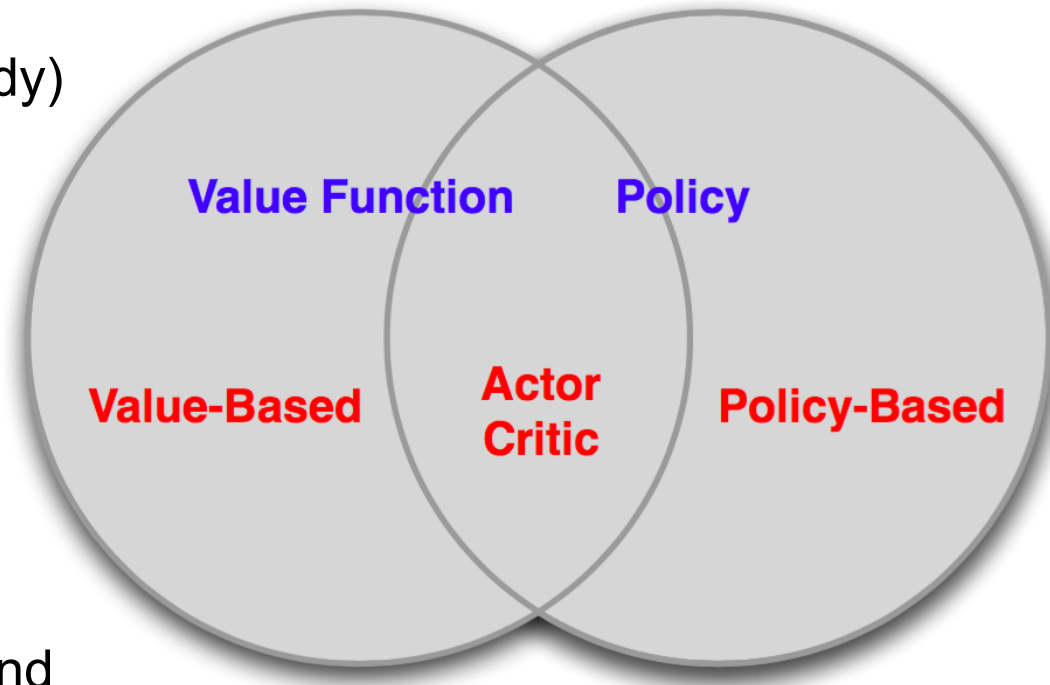 dy)
Value Function Policy
Value-Based Actor Critic Policy-Based
nd